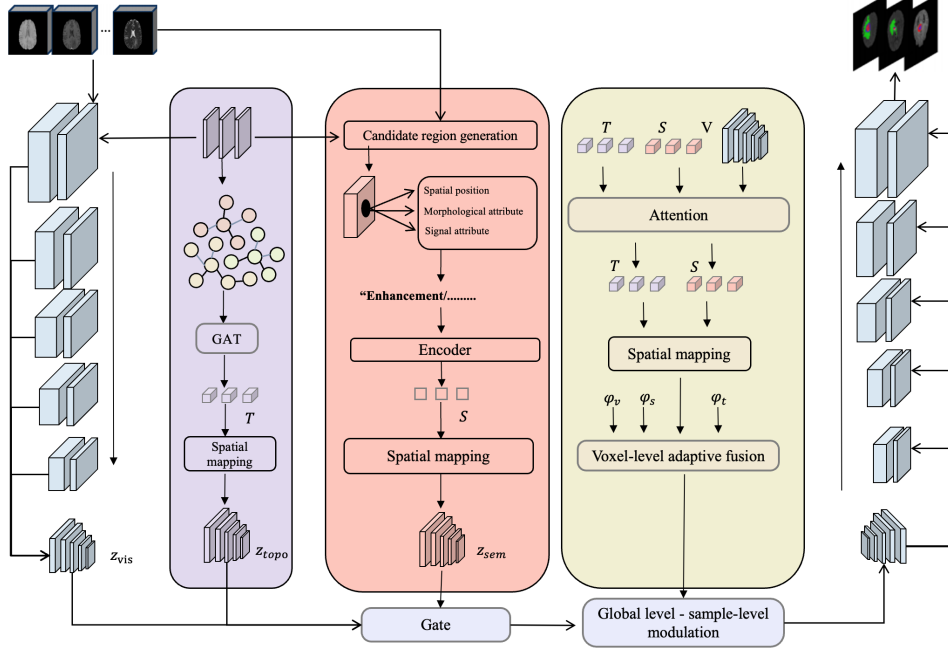 ...
Candidate region generation
Spatial position
Morphological attribute
Signal attribute
“Enhancement/.........
Encoder
S
Spatial mapping
z_sem
GAT
T
Spatial
mapping
z_topo
z_vis
T S V
Attention
T S
Spatial mapping
φ_v φ_s φ_t
Voxel-level adaptive fusion
Gate
Global level - sample-level
modulation